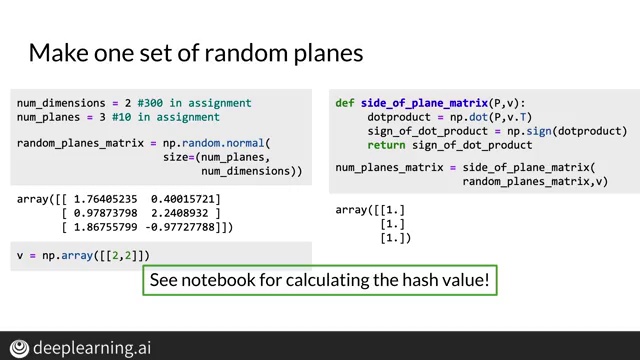 Make one set of random planes
num_dimensions = 2 #300 in assignment
num_planes = 3 #10 in assignment
random_planes_matrix = np.random.normal(
size=(num_planes,
num_dimensions))
array([[ 1.76405235 0.40015721]
[ 0.97873798 2.2408932 ]
[ 1.86755799 -0.97727788]])
v = np.array([[2,2]])
def side_of_plane_matrix(P,v):
dotproduct = np.dot(P,v.T)
sign_of_dot_product = np.sign(dotproduct)
return sign_of_dot_product
num_planes_matrix = side_of_plane_matrix(
random_planes_matrix,v)
array([[1.]
[1.]
[1.])
See notebook for calculating the hash value!
deeplearning.ai